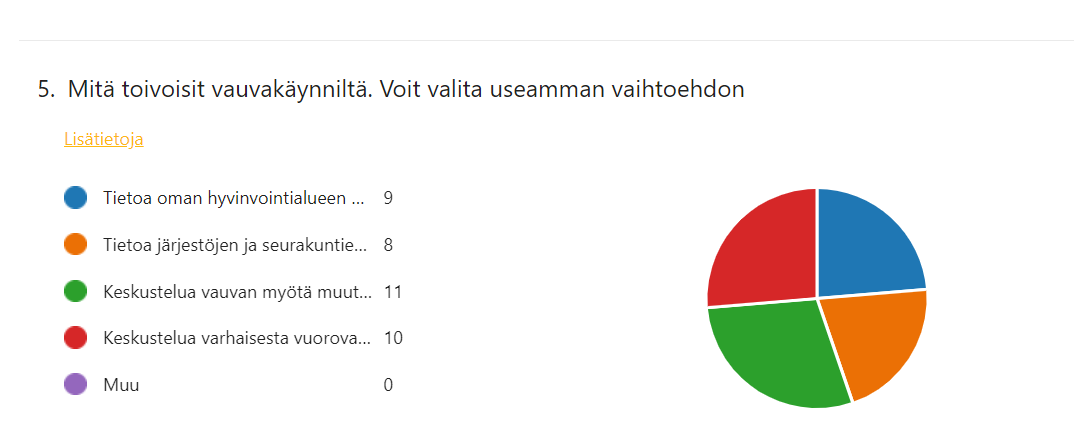 5. Mitä toivoisit vauvakäynniltä. Voit valita useamman vaihtoehdon
Lisätietoja
Tietoa oman hyvinvointialueen ... 9
Tietoa järjestöjen ja seurakuntie... 8
Keskustelua vauvan myötä muut... 11
Keskustelua varhaisesta vuorova... 10
Muu 0